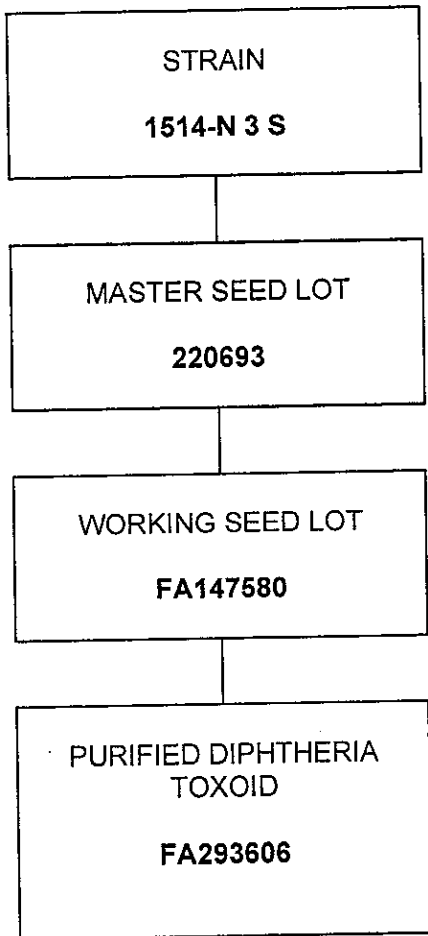 STRAIN
1514-N 3 S
MASTER SEED LOT
220693
WORKING SEED LOT
FA147580
PURIFIED DIPHTHERIA
TOXOID
FA293606